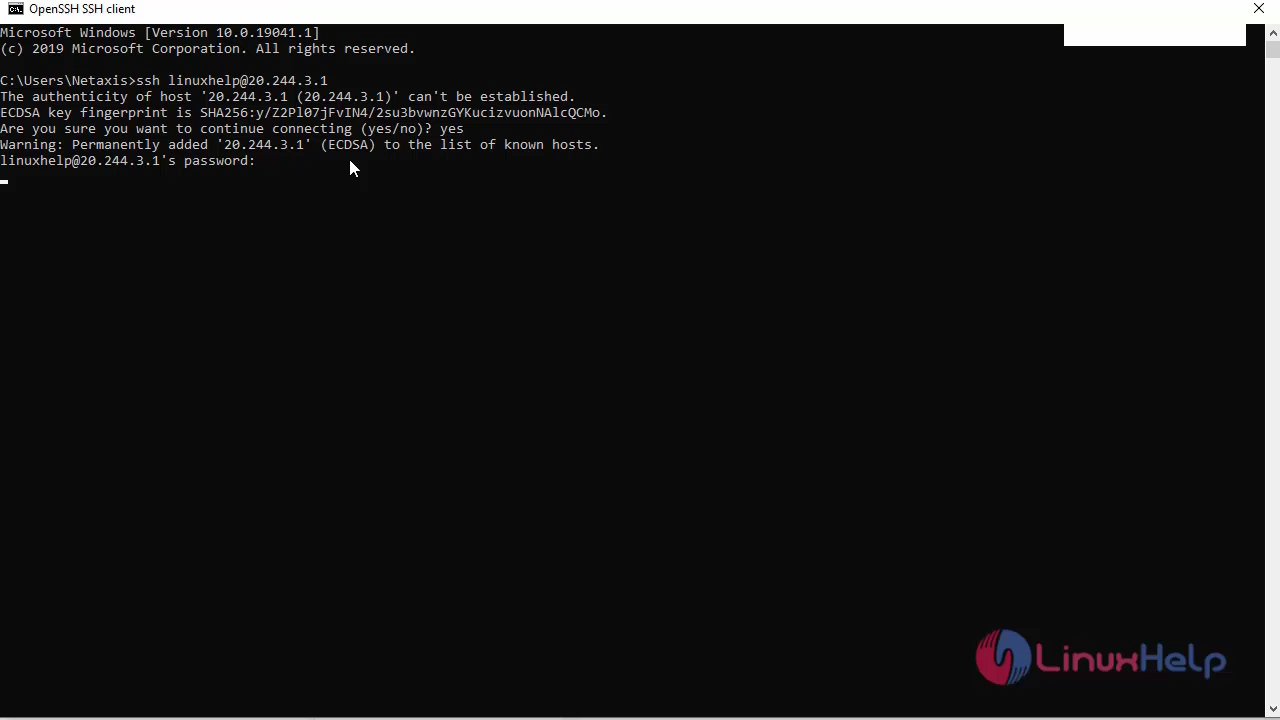 OpenSSH SSH client
Microsoft Windows [Version 10.0.19041.1]
(c) 2019 Microsoft Corporation. All rights reserved.
C:\Users\Netaxis>ssh linuxhelp@20.244.3.1
The authenticity of host '20.244.3.1 (20.244.3.1)' can't be established.
ECDSA key fingerprint is SHA256:y/Z2Pl07jFvIN4/2su3bvwnzGYKucizvuonNAlcQCMo.
Are you sure you want to continue connecting (yes/no)? yes
Warning: Permanently added '20.244.3.1' (ECDSA) to the list of known hosts.
linuxhelp@20.244.3.1's password:
LinuxHelp